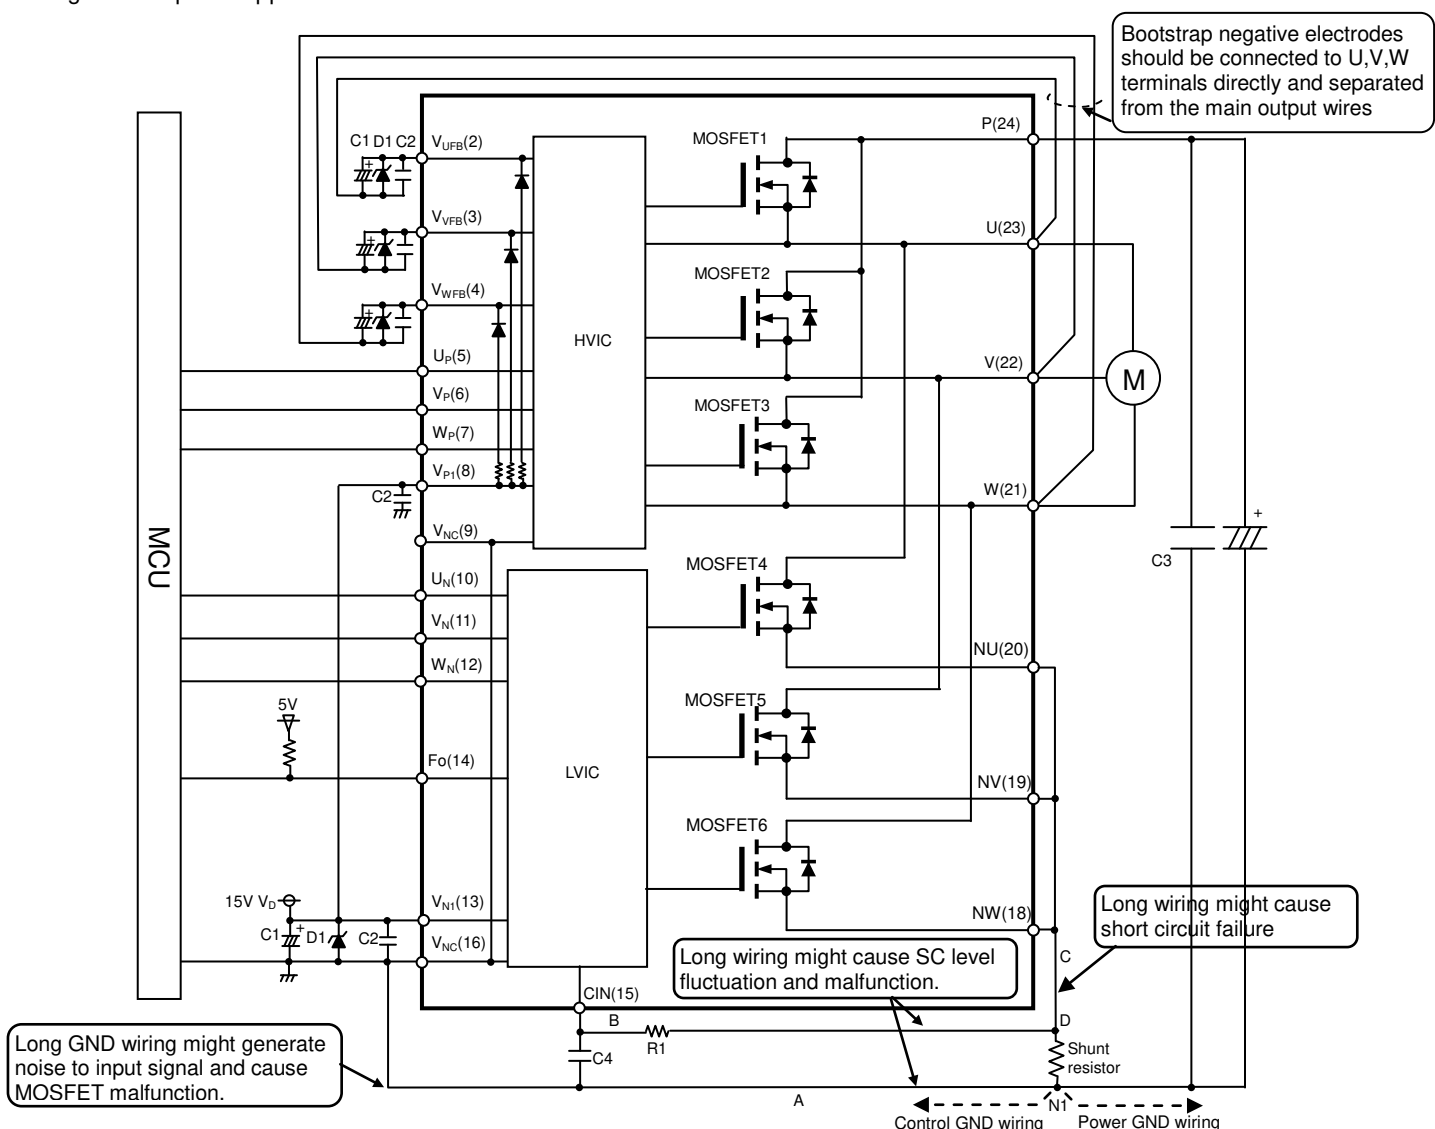 Bootstrap negative electrodes
should be connected to U,V,W
terminals directly and separated
from the main output wires
P(24)
MOSFET1
C1 D1 C2
VUFB(2)
VVFB(3)
U(23)
MOSFET2
VWFB(4)
HVIC
UP(5)
V(22)
M
VP(6)
MOSFET3
WP(7)
VP1(8)
C2
W(21)
+
VNC(9)
MCU
C3
MOSFET4
UN(10)
VN(11)
NU(20)
WN(12)
5V
MOSFET5
Fo(14)
LVIC
NV(19)
MOSFET6
15V VD
VN1(13)
NW(18)
Long wiring might cause
short circuit failure
C1
+
D1
C2
VNC(16)
Long wiring might cause SC level
fluctuation and malfunction.
C
CIN(15)
B
D
R1
Long GND wiring might generate
noise to input signal and cause
MOSFET malfunction.
C4
Shunt
resistor
A
N1
Control GND wiring
Power GND wiring